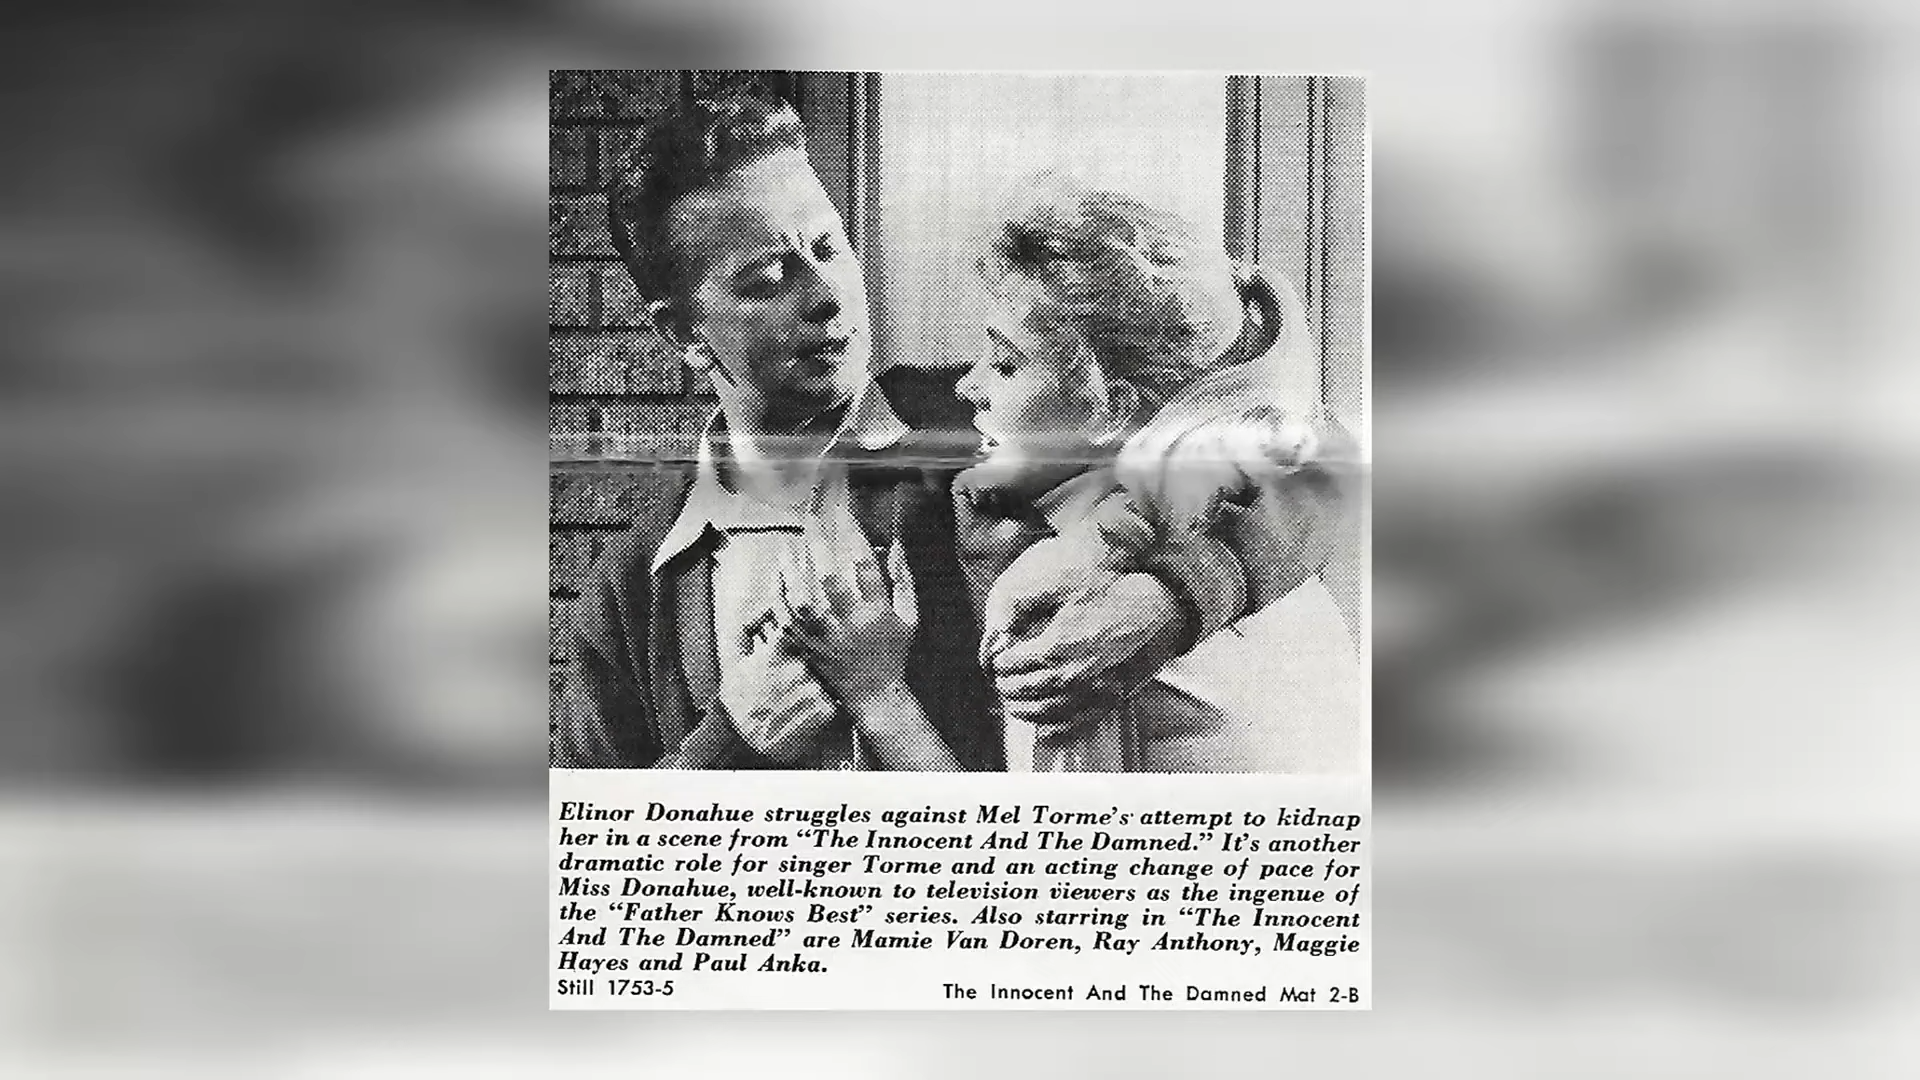 Elinor Donahue struggles against Mel Torme's attempt to kidnap
her in a scene from “The Innocent And The Damned.” It's another
dramatic role for singer Torme and an acting change of pace for
Miss Donahue, well-known to television viewers as the ingenue of
the “Father Knows Best” series. Also starring in “The Innocent
And The Damned” are Mamie Van Doren, Ray Anthony, Maggie
Hayes and Paul Anka.
Still 1753-5
The Innocent And The Damned Mat 2-B